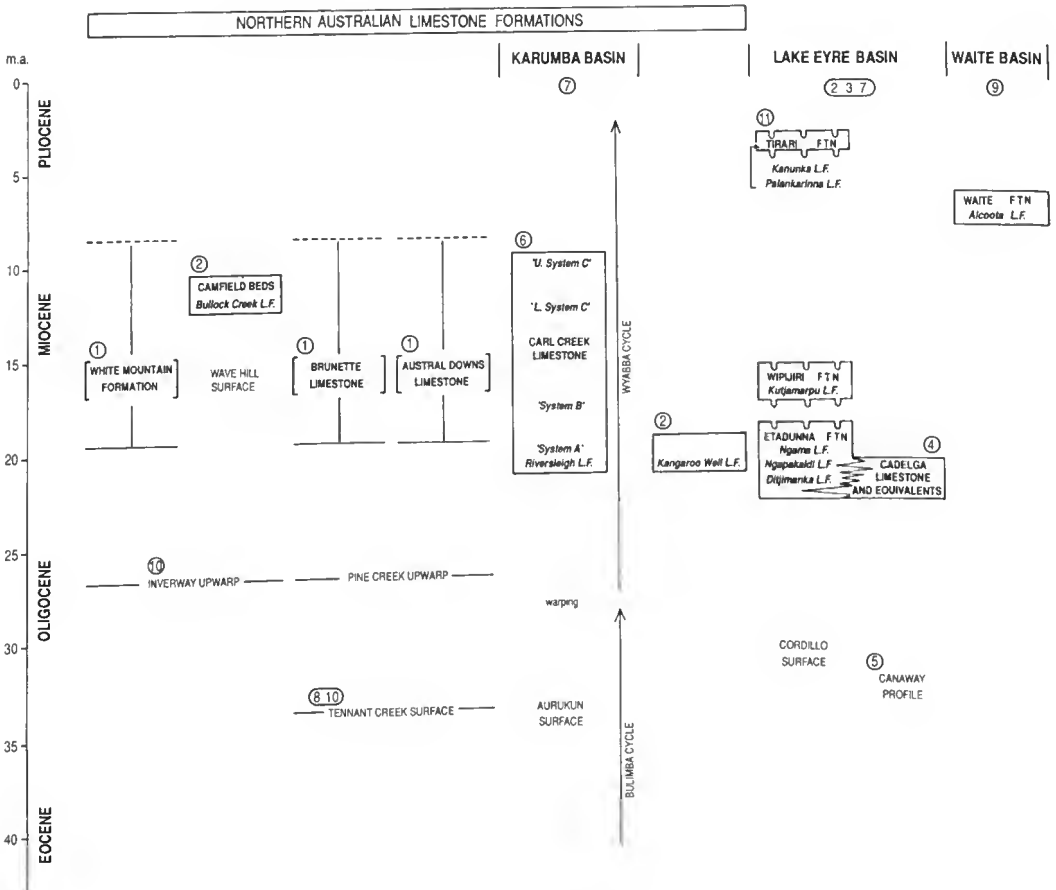 NORTHERN AUSTRALIAN LIMESTONE FORMATIONS
m.a.
KARUMBA BASIN
LAKE EYRE BASIN
WAITE BASIN
7
2 3 7
9
0
5
10
15
20
25
30
35
40
PLIOCENE
MIOCENE
OLIGOCENE
EOCENE
11
TIRARI FTN
Kanunka L.F.
Palankarinna L.F.
WAITE FTN
Alcoota L.F.
2
CAMFIELD BEDS
Bullock Creek L.F.
6
'U. System C'
'L. System C'
CARL CREEK
LIMESTONE
'System B'
'System A'
Riversleigh L.F.
WYABBA CYCLE
1
WHITE MOUNTAIN
FORMATION
WAVE HILL
SURFACE
1
BRUNETTE
LIMESTONE
1
AUSTRAL DOWNS
LIMESTONE
WIPIJIRI FTN
Kutjamarpu L.F.
2
Kangaroo Well L.F.
ETADUNNA FTN
Ngama L.F.
Ngapakaldi L.F
Ditjimanka L.F.
4
CADELGA
LIMESTONE
AND EQUIVALENTS
10
INVERWAY UPWARP
PINE CREEK UPWARP
warping
CORDILLO
SURFACE
5
CANAWAY
PROFILE
8 10
TENNANT CREEK SURFACE
AURUKUN
SURFACE
BULIMBA CYCLE